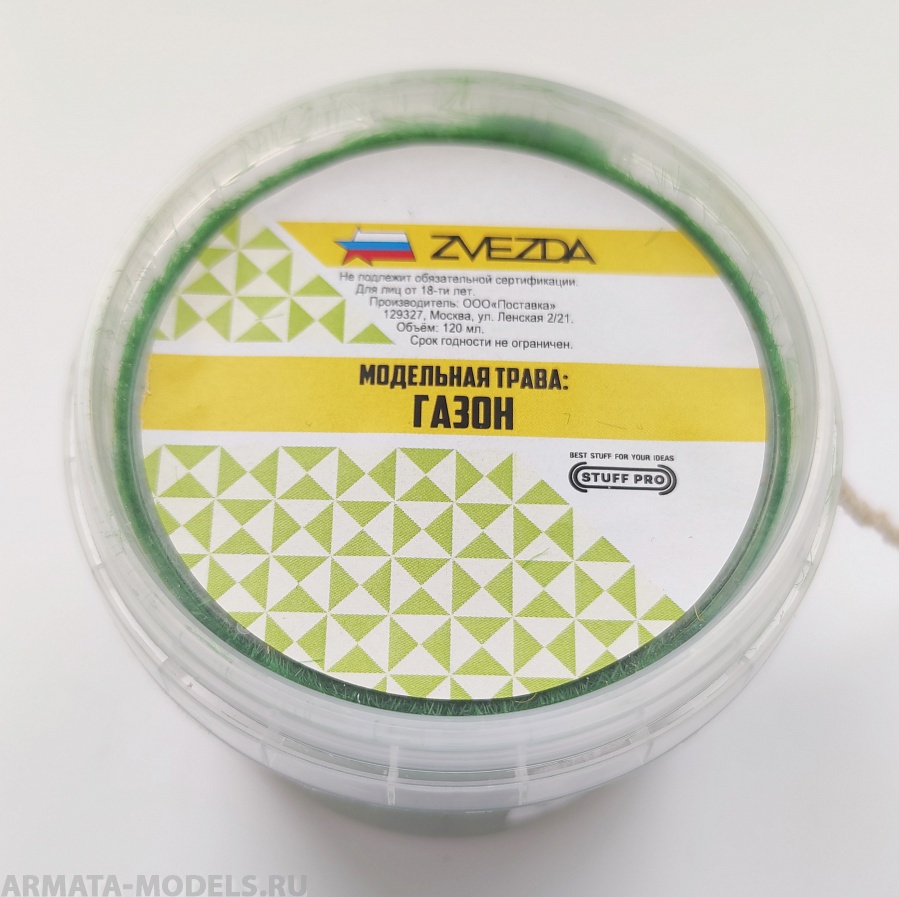 ZVEZDA
Не подлежит обязательной сертификации.
Для лиц от 18-ти лет.
Производитель: ООО«Поставка»
129327, Москва, ул. Ленская 2/21.
Объём: 120 мл.
Срок годности не ограничен.
МОДЕЛЬНАЯ ТРАВА:
ГАЗОН
BEST STUFF FOR YOUR IDEAS
STUFF PRO
ARMATA-MODELS.RU